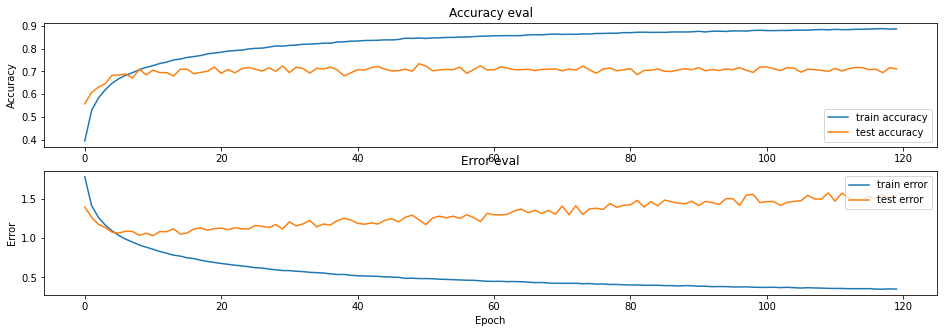 Accuracy eval
Accuracy
0.9
0.8
0.7
0.6
0.5
0.4
train accuracy
test accuracy
0 20 40 60 80 100 120
Error eval
Error
1.5
1.0
0.5
train error
test error
0 20 40 60 80 100 120
Epoch